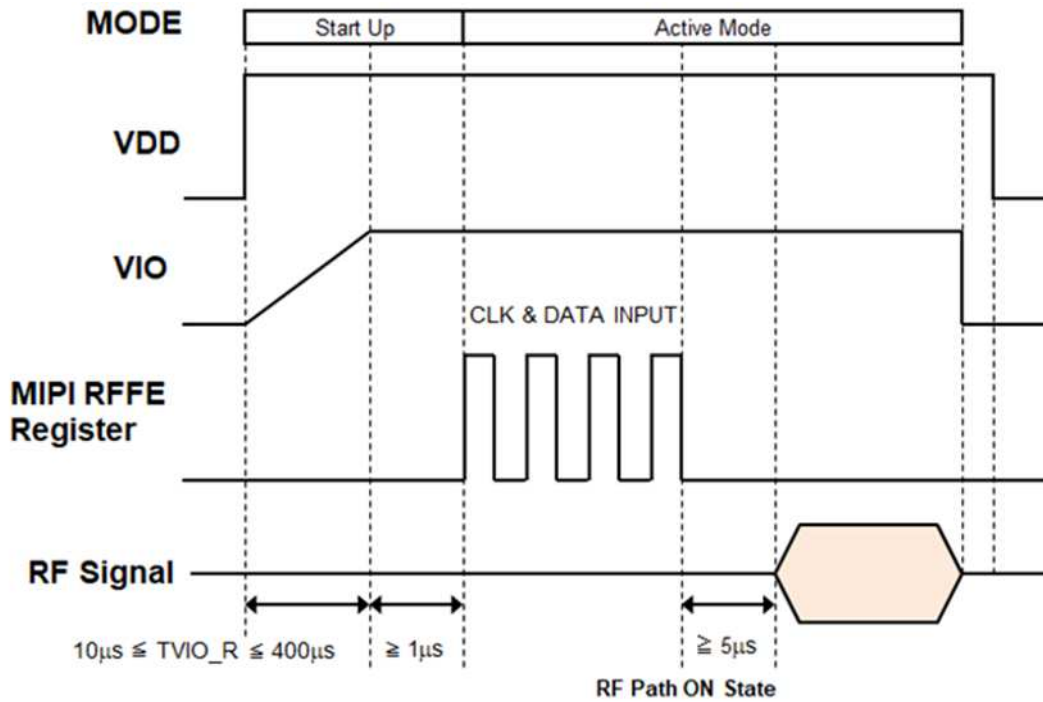 MODE
Start Up
Active Mode
VDD
VIO
CLK & DATA INPUT
MIPI RFFE
Register
RF Signal
10μs ≦ TVIO_R ≦ 400μs
≥ 1μs
≧ 5μs
RF Path ON State